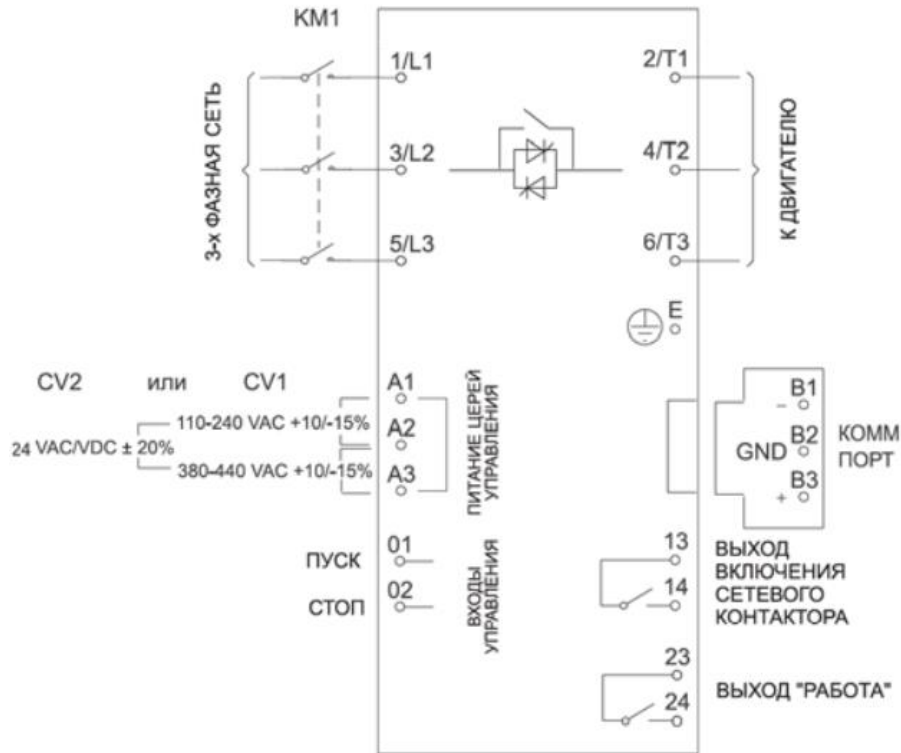 KM1
1/L1
2/T1
3-х ФАЗНАЯ СЕТЬ
3/L2
4/T2
К ДВИГАТЕЛЮ
5/L3
6/T3
E
CV2 или CV1
A1
110-240 VAC +10/-15%
A2
24 VAC/VDC ± 20%
380-440 VAC +10/-15%
A3
ПИТАНИЕ ЦЕРЕЙ
УПРАВЛЕНИЯ
B1
−
GND
B2
+
B3
КОММ
ПОРТ
ПУСК
01
СТОП
02
ВХОДЫ
УПРАВЛЕНИЯ
13
14
ВЫХОД
ВКЛЮЧЕНИЯ
СЕТЕВОГО
КОНТАКТОРА
23
24
ВЫХОД "РАБОТА"